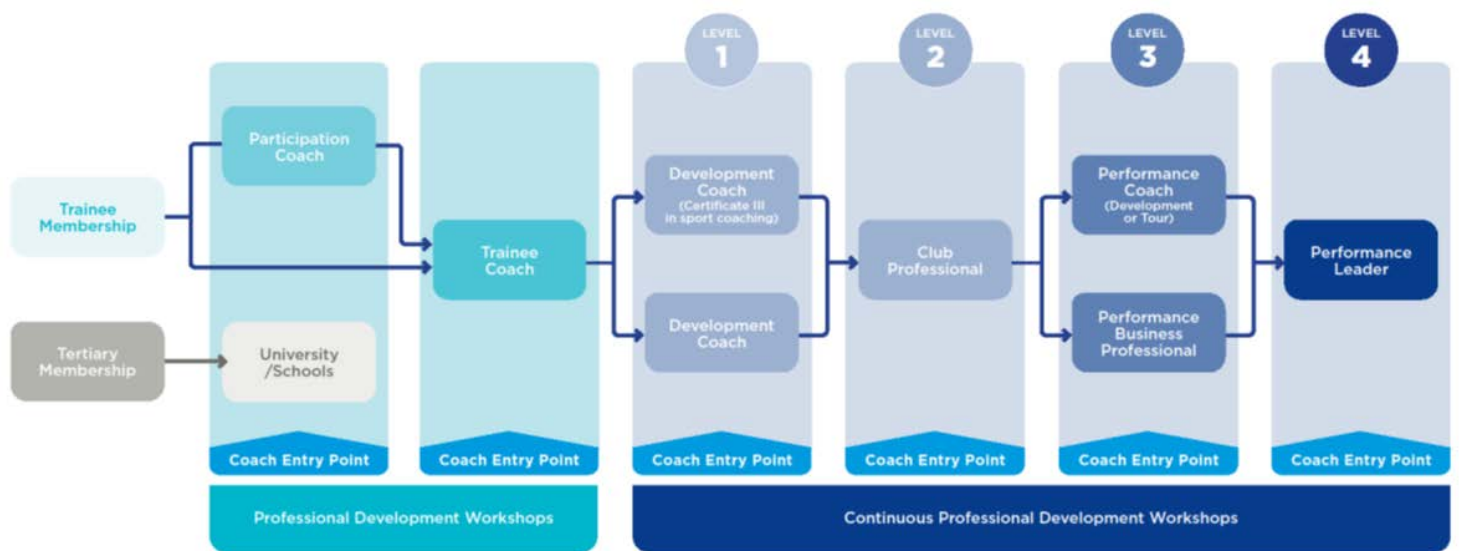 LEVEL
1
LEVEL
2
LEVEL
3
LEVEL
4
Trainee
Membership
Participation
Coach
Trainee
Coach
Development
Coach
(Certificate III
in sport coaching)
Development
Coach
Club
Professional
Performance
Coach
(Development
or Tour)
Performance
Business
Professional
Performance
Leader
Tertiary
Membership
University
/Schools
Coach Entry Point
Coach Entry Point
Coach Entry Point
Coach Entry Point
Coach Entry Point
Coach Entry Point
Professional Development Workshops
Continuous Professional Development Workshops